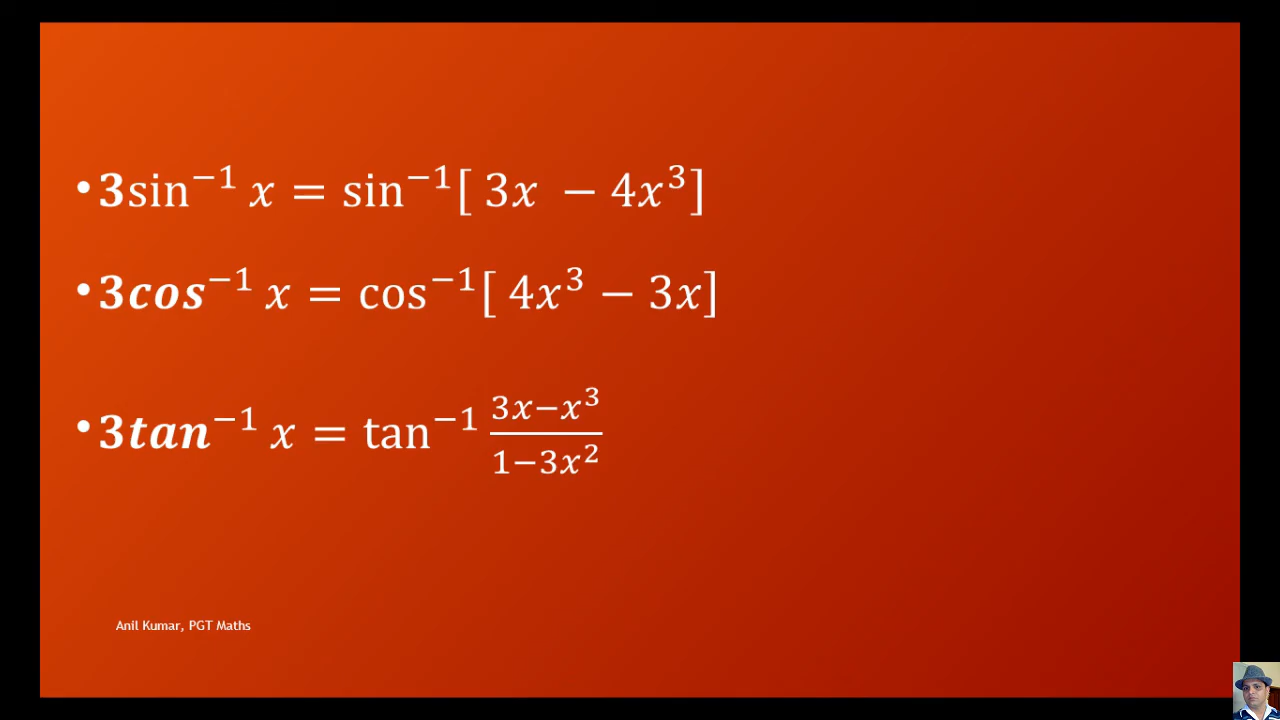 • 3sin⁻¹ x = sin⁻¹[ 3x − 4x³]
• 3cos⁻¹ x = cos⁻¹[ 4x³ − 3x]
• 3tan⁻¹ x = tan⁻¹ (3x−x³)/(1−3x²)
Anil Kumar, PGT Maths